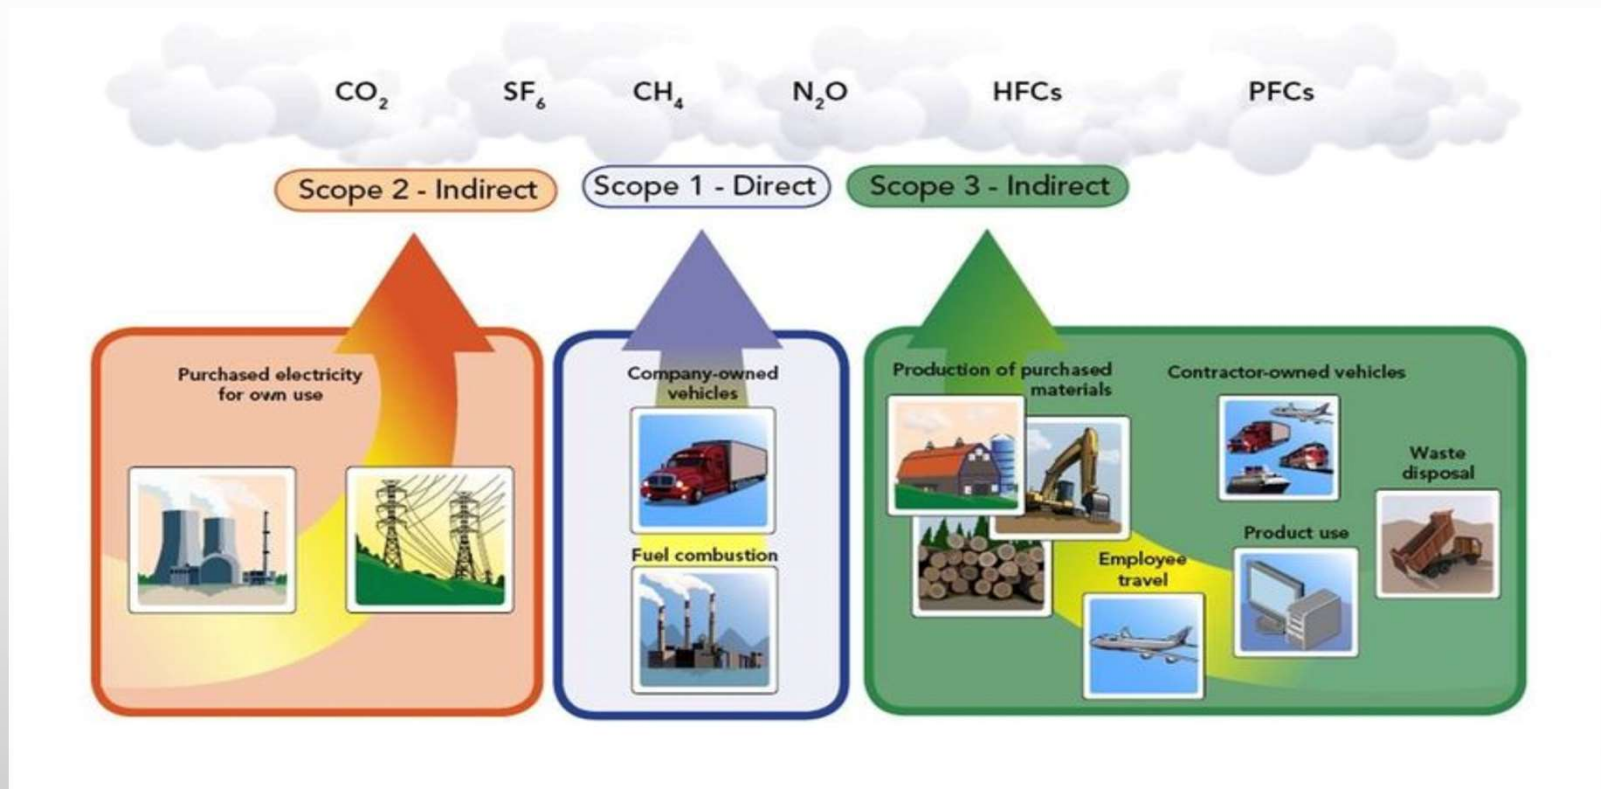 CO₂ SF₆ CH₄ N₂O HFCs PFCs
Scope 2 - Indirect
Scope 1 - Direct
Scope 3 - Indirect
Purchased electricity
for own use
Company-owned
vehicles
Fuel combustion
Production of purchased
materials
Contractor-owned vehicles
Waste
disposal
Product use
Employee
travel